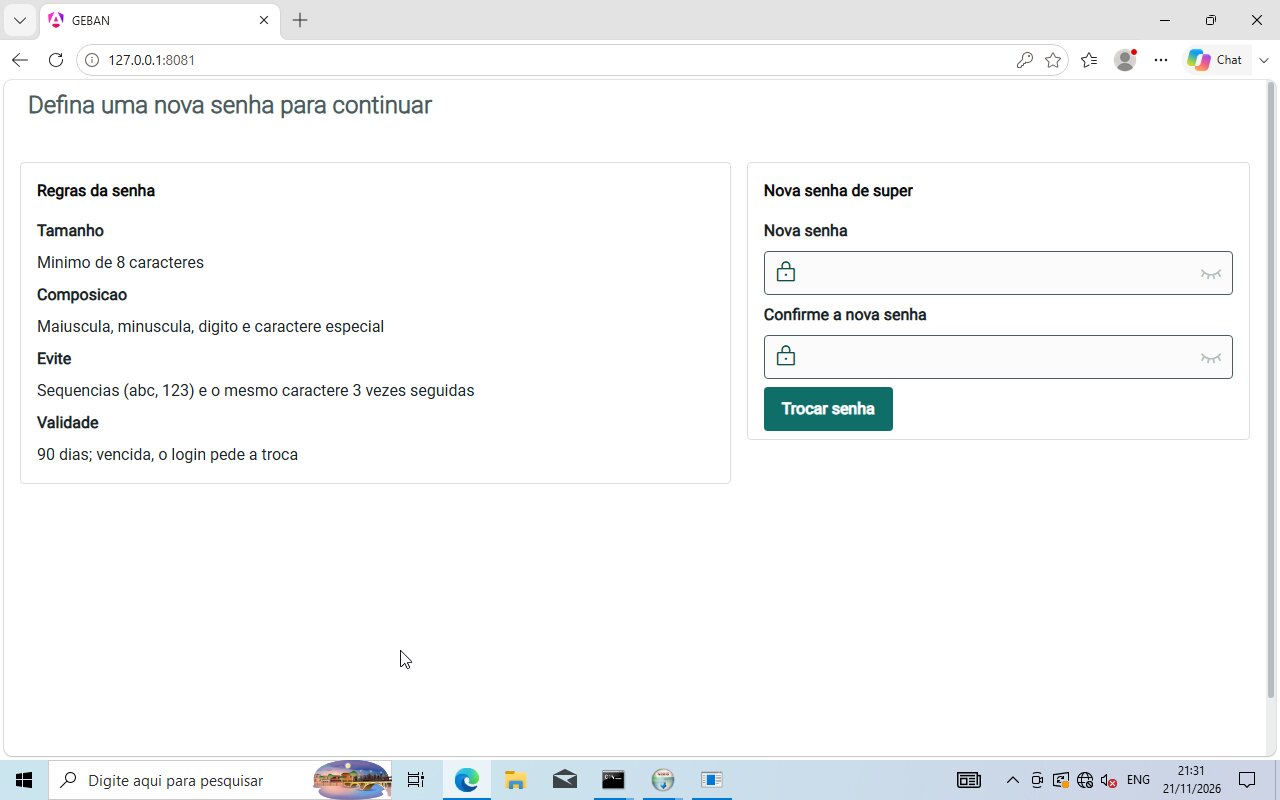 GEBAN
127.0.0.1:8081
Chat
Defina uma nova senha para continuar
Regras da senha
Tamanho
Minimo de 8 caracteres
Composicao
Maiuscula, minuscula, digito e caractere especial
Evite
Sequencias (abc, 123) e o mesmo caractere 3 vezes seguidas
Validade
90 dias; vencida, o login pede a troca
Nova senha de super
Nova senha
Confirme a nova senha
Trocar senha
Digite aqui para pesquisar
ENG
21:31
21/11/2026